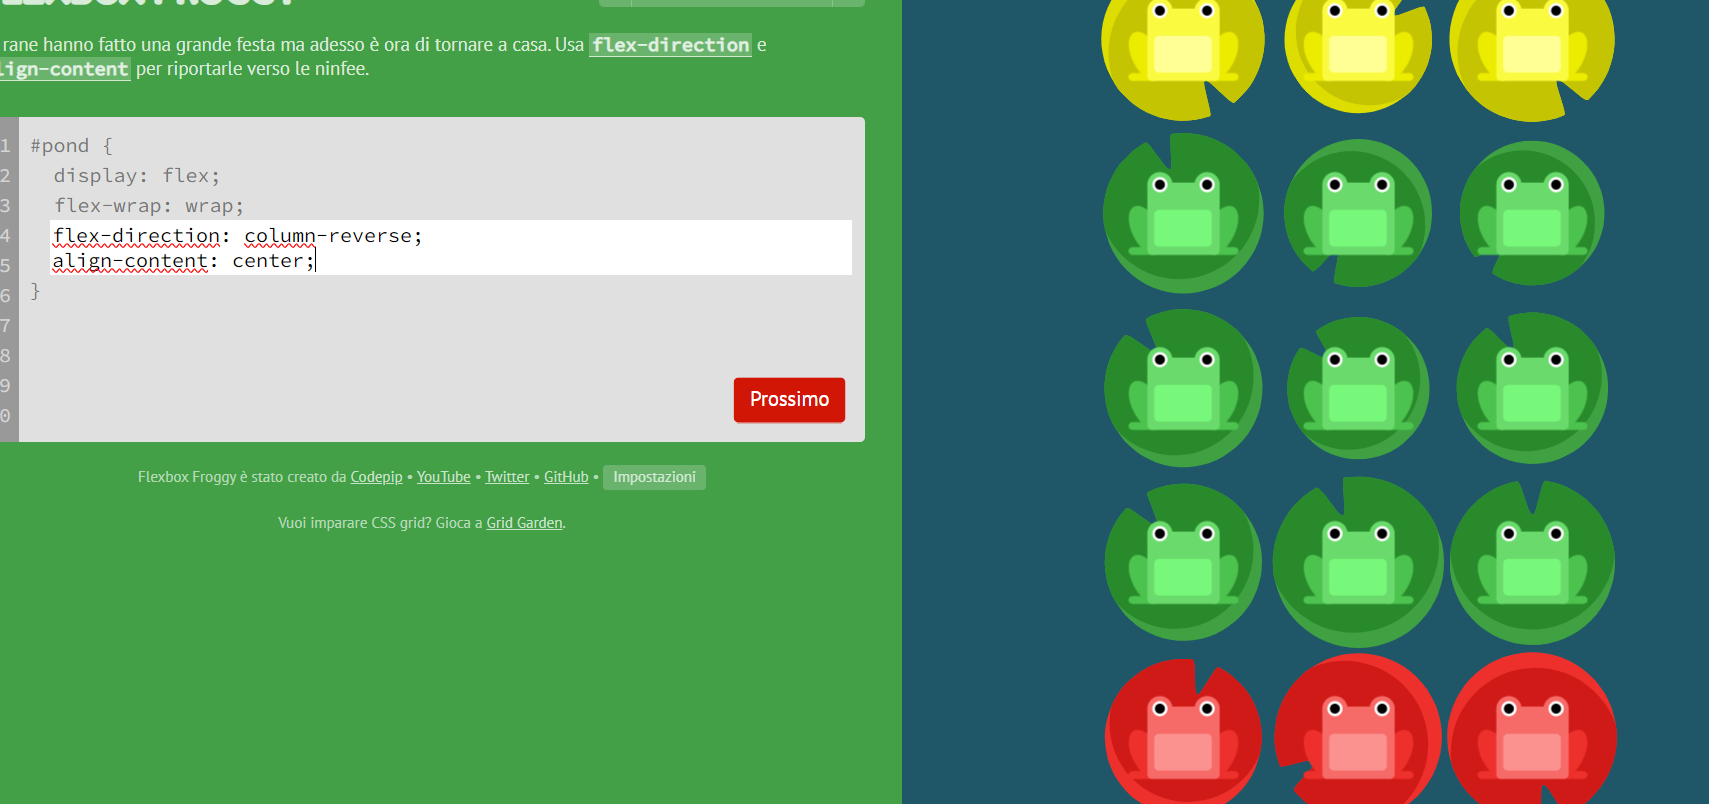 FLEXBOX FROGGY
rane hanno fatto una grande festa ma adesso è ora di tornare a casa. Usa flex-direction e
lign-content per riportarle verso le ninfee.
1 #pond {
2 display: flex;
3 flex-wrap: wrap;
4 flex-direction: column-reverse;
5 align-content: center;
6 }
7
8
9
0
Prossimo
Flexbox Froggy è stato creato da Codepip • YouTube • Twitter • GitHub • Impostazioni
Vuoi imparare CSS grid? Gioca a Grid Garden.